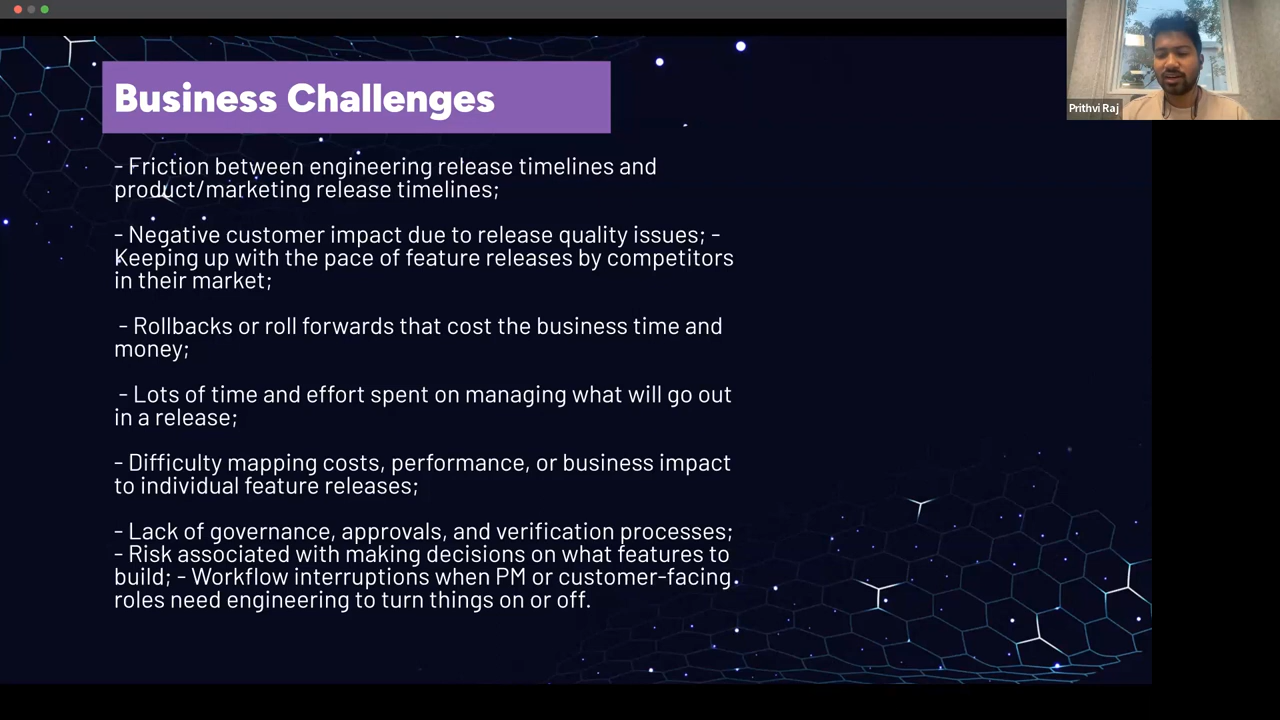 Business Challenges
Prithvi Raj
- Friction between engineering release timelines and
product/marketing release timelines;
- Negative customer impact due to release quality issues; -
Keeping up with the pace of feature releases by competitors
in their market;
- Rollbacks or roll forwards that cost the business time and
money;
- Lots of time and effort spent on managing what will go out
in a release;
- Difficulty mapping costs, performance, or business impact
to individual feature releases;
- Lack of governance, approvals, and verification processes;
- Risk associated with making decisions on what features to
build; - Workflow interruptions when PM or customer-facing
roles need engineering to turn things on or off.